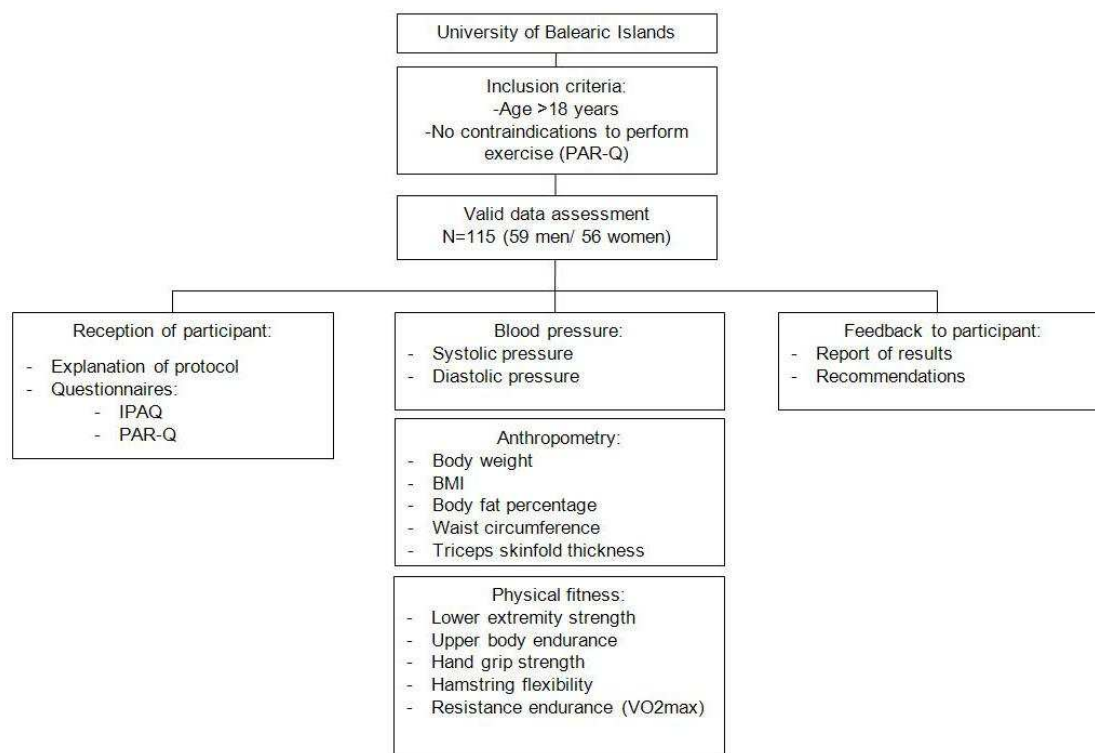 University of Balearic Islands
Inclusion criteria:
-Age >18 years
-No contraindications to perform
exercise (PAR-Q)
Valid data assessment
N=115 (59 men/ 56 women)
Reception of participant:
- Explanation of protocol
- Questionnaires:
- IPAQ
- PAR-Q
Blood pressure:
- Systolic pressure
- Diastolic pressure
Anthropometry:
- Body weight
- BMI
- Body fat percentage
- Waist circumference
- Triceps skinfold thickness
Physical fitness:
- Lower extremity strength
- Upper body endurance
- Hand grip strength
- Hamstring flexibility
- Resistance endurance (VO2max)
Feedback to participant:
- Report of results
- Recommendations